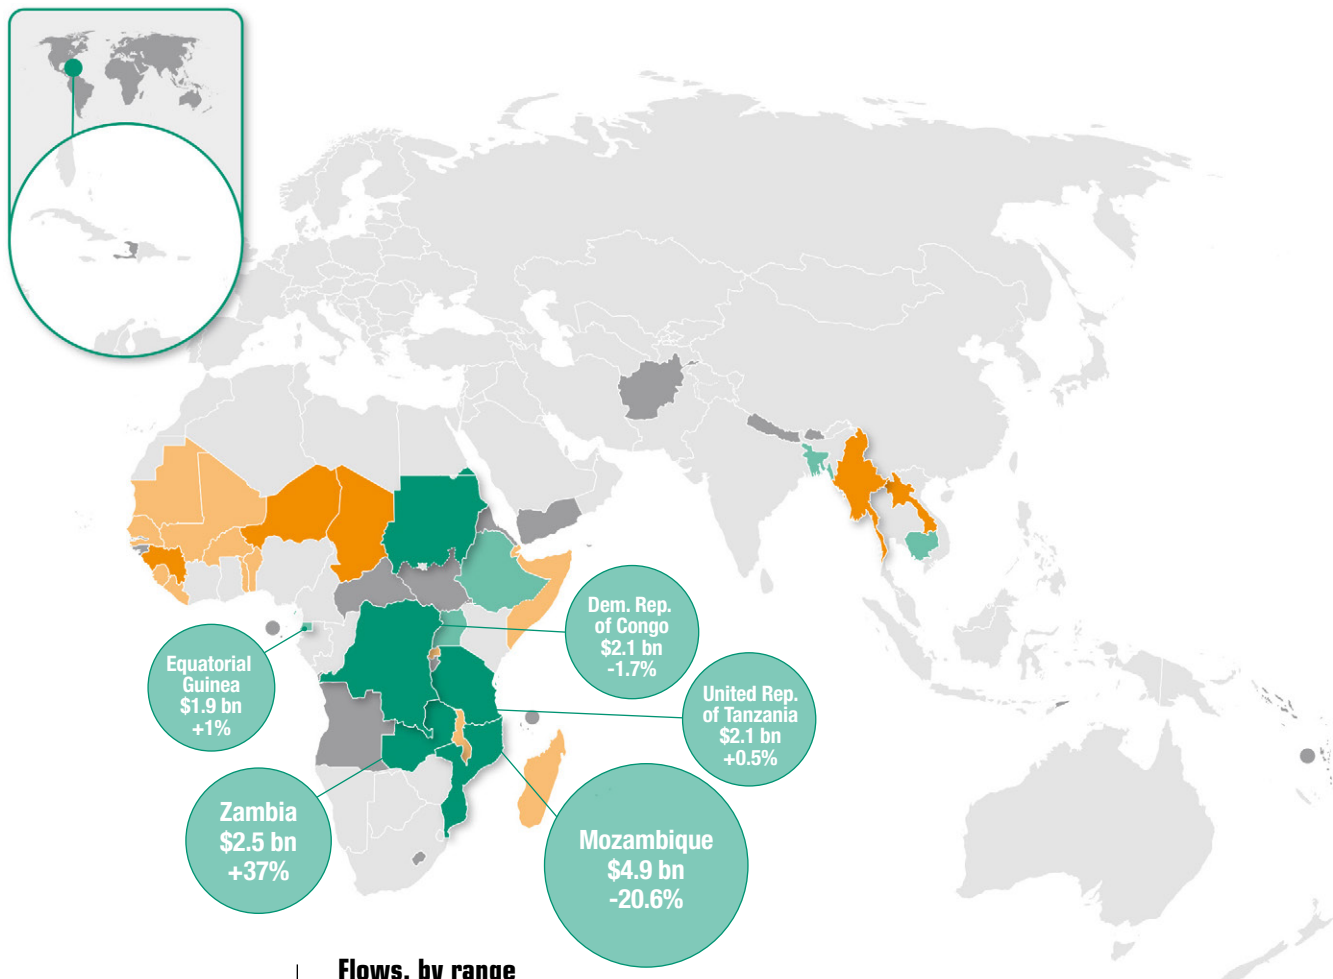 Dem. Rep.
of Congo
$2.1 bn
-1.7%
Equatorial
Guinea
$1.9 bn
+1%
United Rep.
of Tanzania
$2.1 bn
+0.5%
Zambia
$2.5 bn
+37%
Mozambique
$4.9 bn
-20.6%
Flows, by range